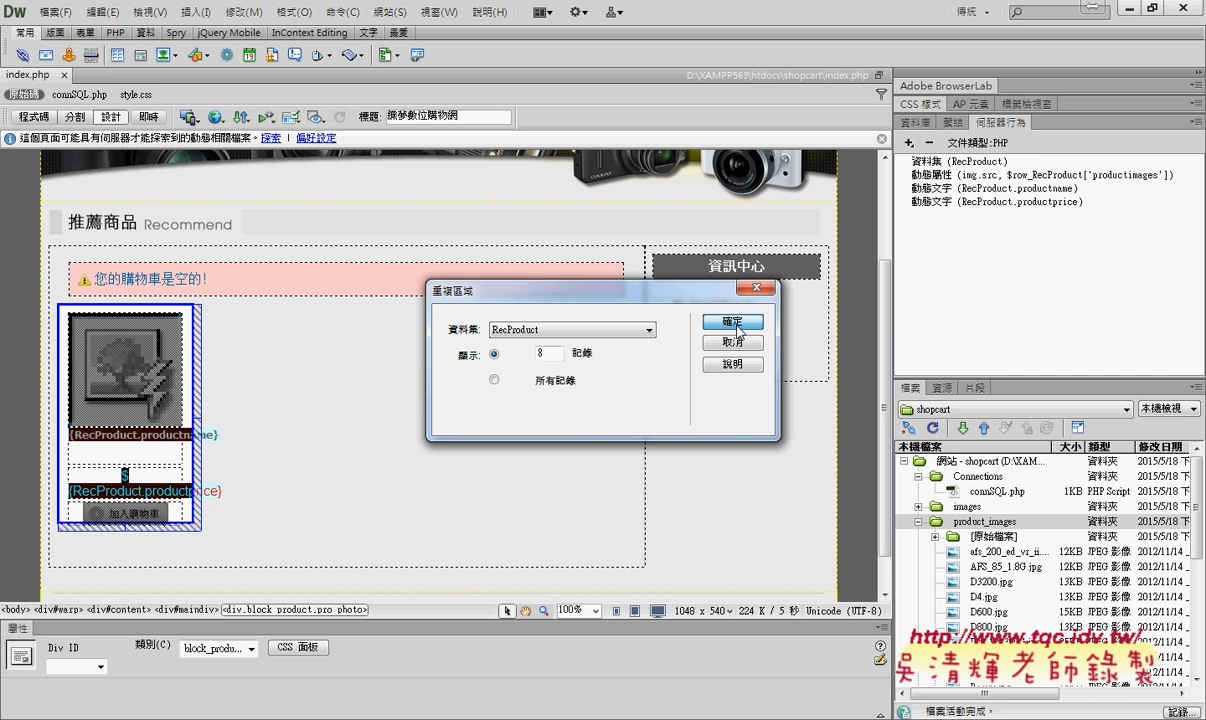 Dw 檔案(F) 編輯(E) 檢視(V) 插入(I) 修改(M) 格式(O) 命令(C) 網站(S) 視窗(W) 說明(H) 傳統
常用 版面 表單 PHP 資料 Spry jQuery Mobile InContext Editing 文字 最愛
index.php D:\XAMPP563\htdocs\shopcart\index.php
原始碼 connSQL.php style.css
程式碼 分割 設計 即時 標題: 購夢數位購物網
這個頁面可能具有伺服器才能探索到的動態相關檔案。 探索 | 偏好設定
推薦商品 Recommend
您的購物車是空的!
資訊中心
{RecProduct.productname}
$
{RecProduct.productprice}
加入購物車
重複區域
資料集: RecProduct
顯示: 8 記錄
所有記錄
確定
取消
說明
<body> <div#warp> <div#content> <div#maindiv> <div.block_product.pro_photo>
100% 1048 x 540 224 K / 5 秒 Unicode (UTF-8)
屬性
Div ID 類別(C) block_produ... CSS 面板
Adobe BrowserLab
CSS 樣式 AP 元素 標籤檢視器
資料庫 繫結 伺服器行為
文件類型:PHP
資料集 (RecProduct)
動態屬性 (img.src, $row_RecProduct['productimages'])
動態文字 (RecProduct.productname)
動態文字 (RecProduct.productprice)
檔案 資源 片段
shopcart 本機檢視
本機檔案 大小 類型 修改日期
網站 - shopcart (D:\XAM... 資料夾 2015/5/18 下
Connections 資料夾 2015/5/18 下
connSQL.php 1KB PHP Script 2015/5/18 下
images 資料夾 2015/5/18 下
product_images 資料夾 2015/5/18 下
[原始檔案] 資料夾 2015/5/18 下
afs_200_ed_vr_ii.... 12KB JPEG 影像 2012/11/14
AFS_85_1.8G.jpg 12KB JPEG 影像 2012/11/14
D3200.jpg 13KB JPEG 影像 2012/11/14
D4.jpg 12KB JPEG 影像 2012/11/14
D600.jpg 15KB JPEG 影像 2012/11/14
D800.jpg 13KB JPEG 影像 2012/11/14
http://www.tqc.idv.tw/
吳清輝老師錄製
檔案活動完成。 記錄...